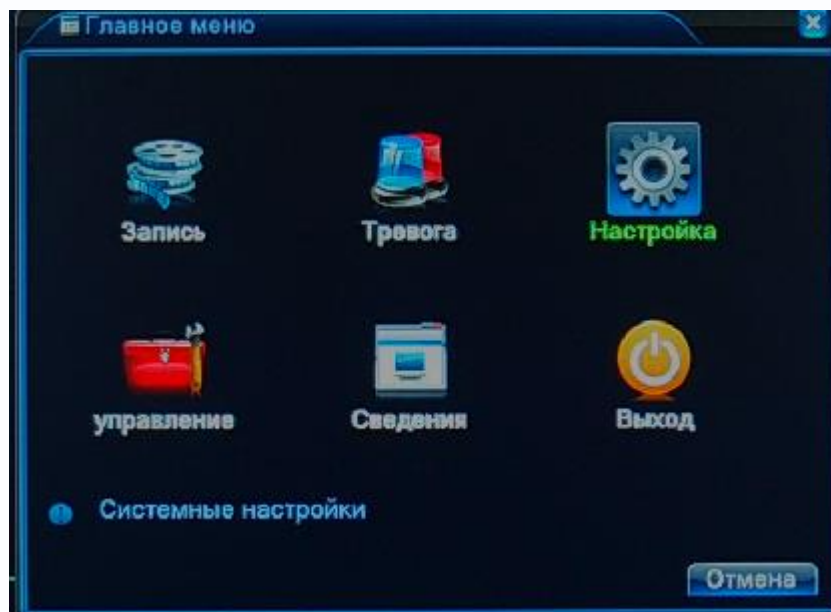 Главное меню
Запись Тревога Настройка
управление Сведения Выход
Системные настройки
Отмена